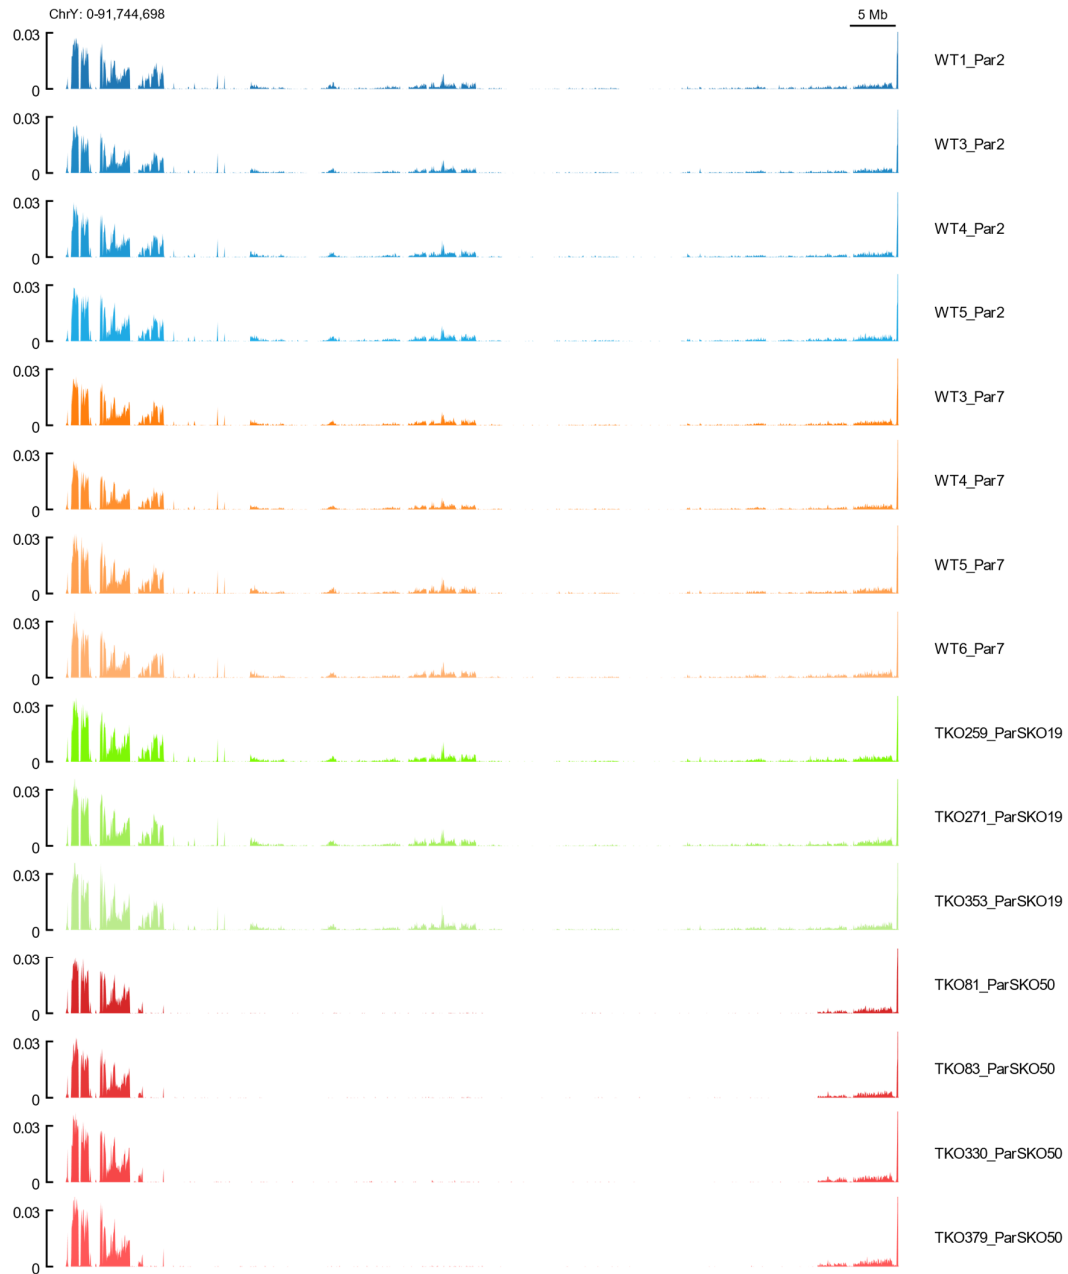 ChrY: 0-91,744,698
5 Mb
0.03
WT1_Par2
0
0.03
WT3_Par2
0
0.03
WT4_Par2
0
0.03
WT5_Par2
0
0.03
WT3_Par7
0
0.03
WT4_Par7
0
0.03
WT5_Par7
0
0.03
WT6_Par7
0
0.03
TKO259_ParSKO19
0
0.03
TKO271_ParSKO19
0
0.03
TKO353_ParSKO19
0
0.03
TKO81_ParSKO50
0
0.03
TKO83_ParSKO50
0
0.03
TKO330_ParSKO50
0
0.03
TKO379_ParSKO50
0